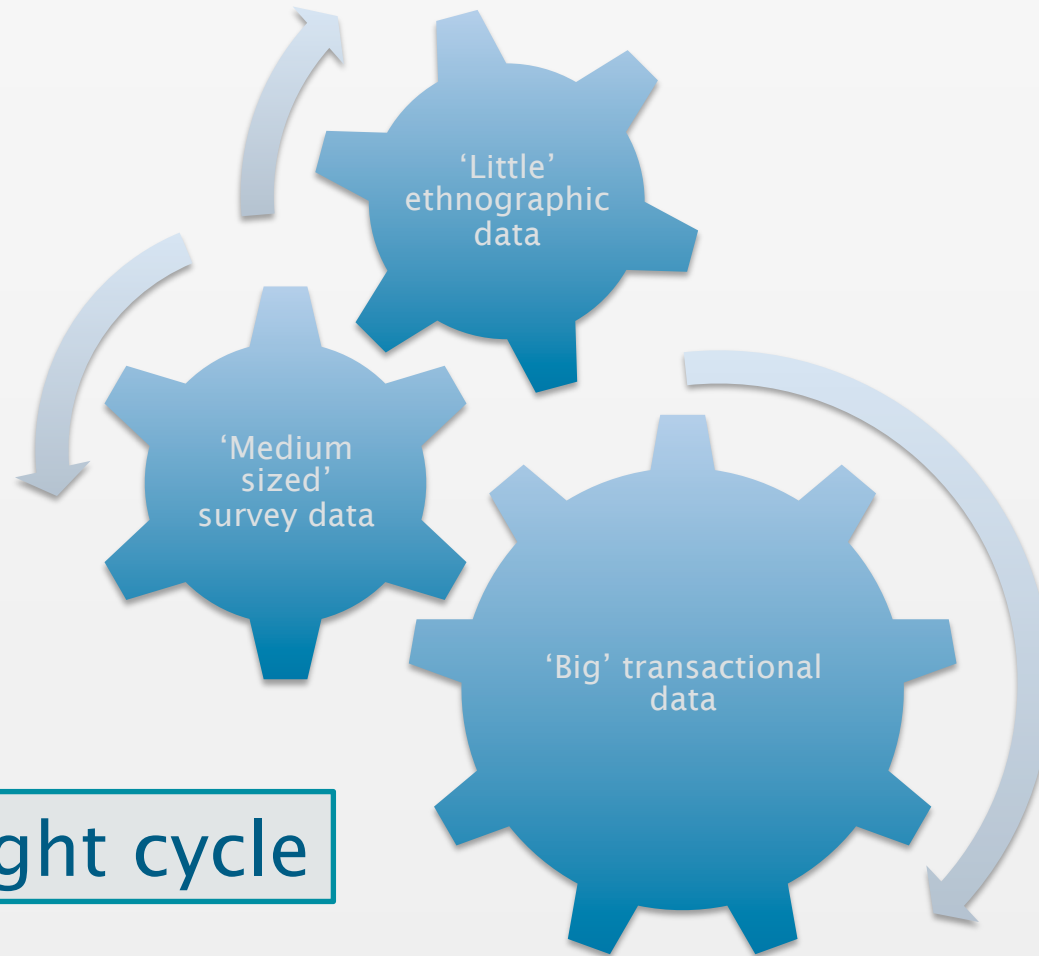 ‘Little’
ethnographic
data
‘Medium
sized’
survey data
‘Big’ transactional
data
ght cycle